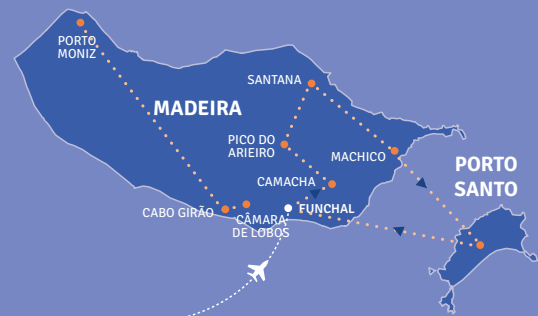 PORTO
MONIZ
SANTANA
MADEIRA
PICO DO
ARIEIRO
MACHICO
PORTO
SANTO
CAMACHA
CABO GIRÃO
FUNCHAL
CÂMARA
DE LOBOS